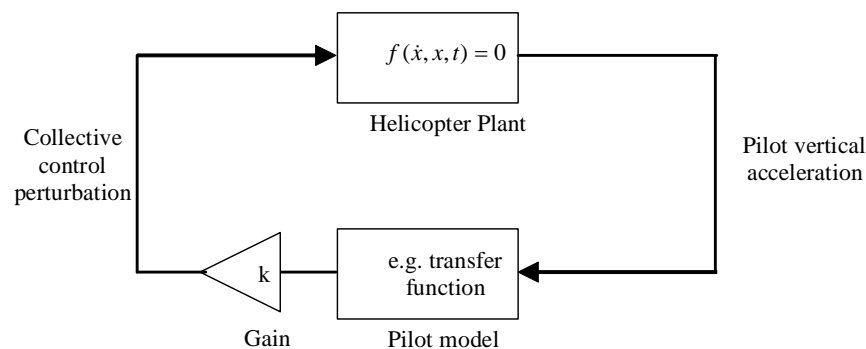 f(ẋ, x, t) = 0
Helicopter Plant
Collective
control
perturbation
Pilot vertical
acceleration
k
e.g. transfer
function
Gain
Pilot model